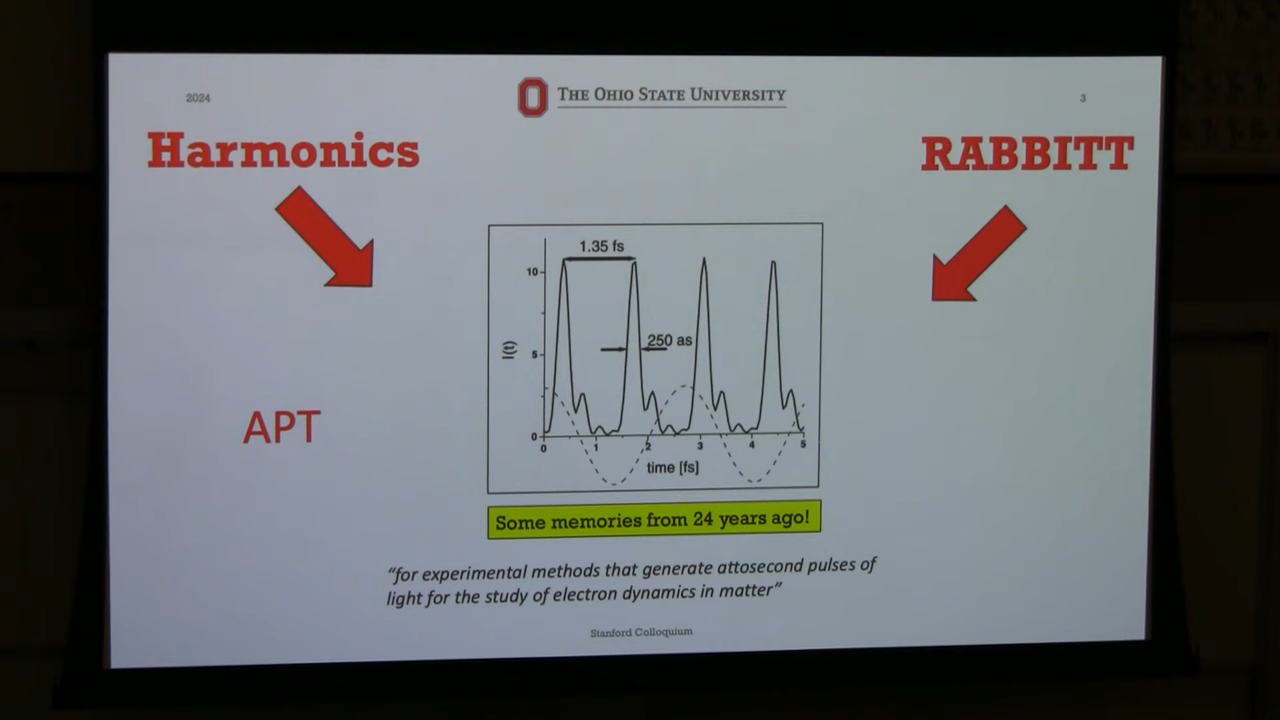 2024
THE OHIO STATE UNIVERSITY
3
Harmonics
RABBITT
1.35 fs
10
250 as
I(t)
5
0
0 1 2 3 4 5
time [fs]
APT
Some memories from 24 years ago!
“for experimental methods that generate attosecond pulses of
light for the study of electron dynamics in matter”
Stanford Colloquium